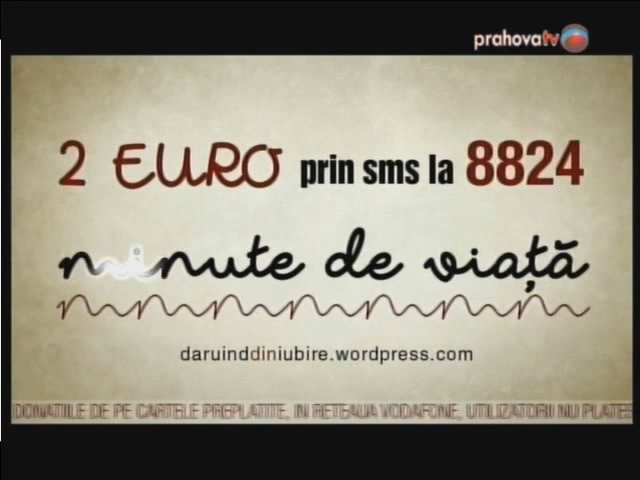 prahovatv
2 EURO prin sms la 8824
minute de viață
daruinddiniubire.wordpress.com
DONATIILE DE PE CARTELE PREPLATITE, IN RETEAUA VODAFONE, UTILIZATORII NU PLATES